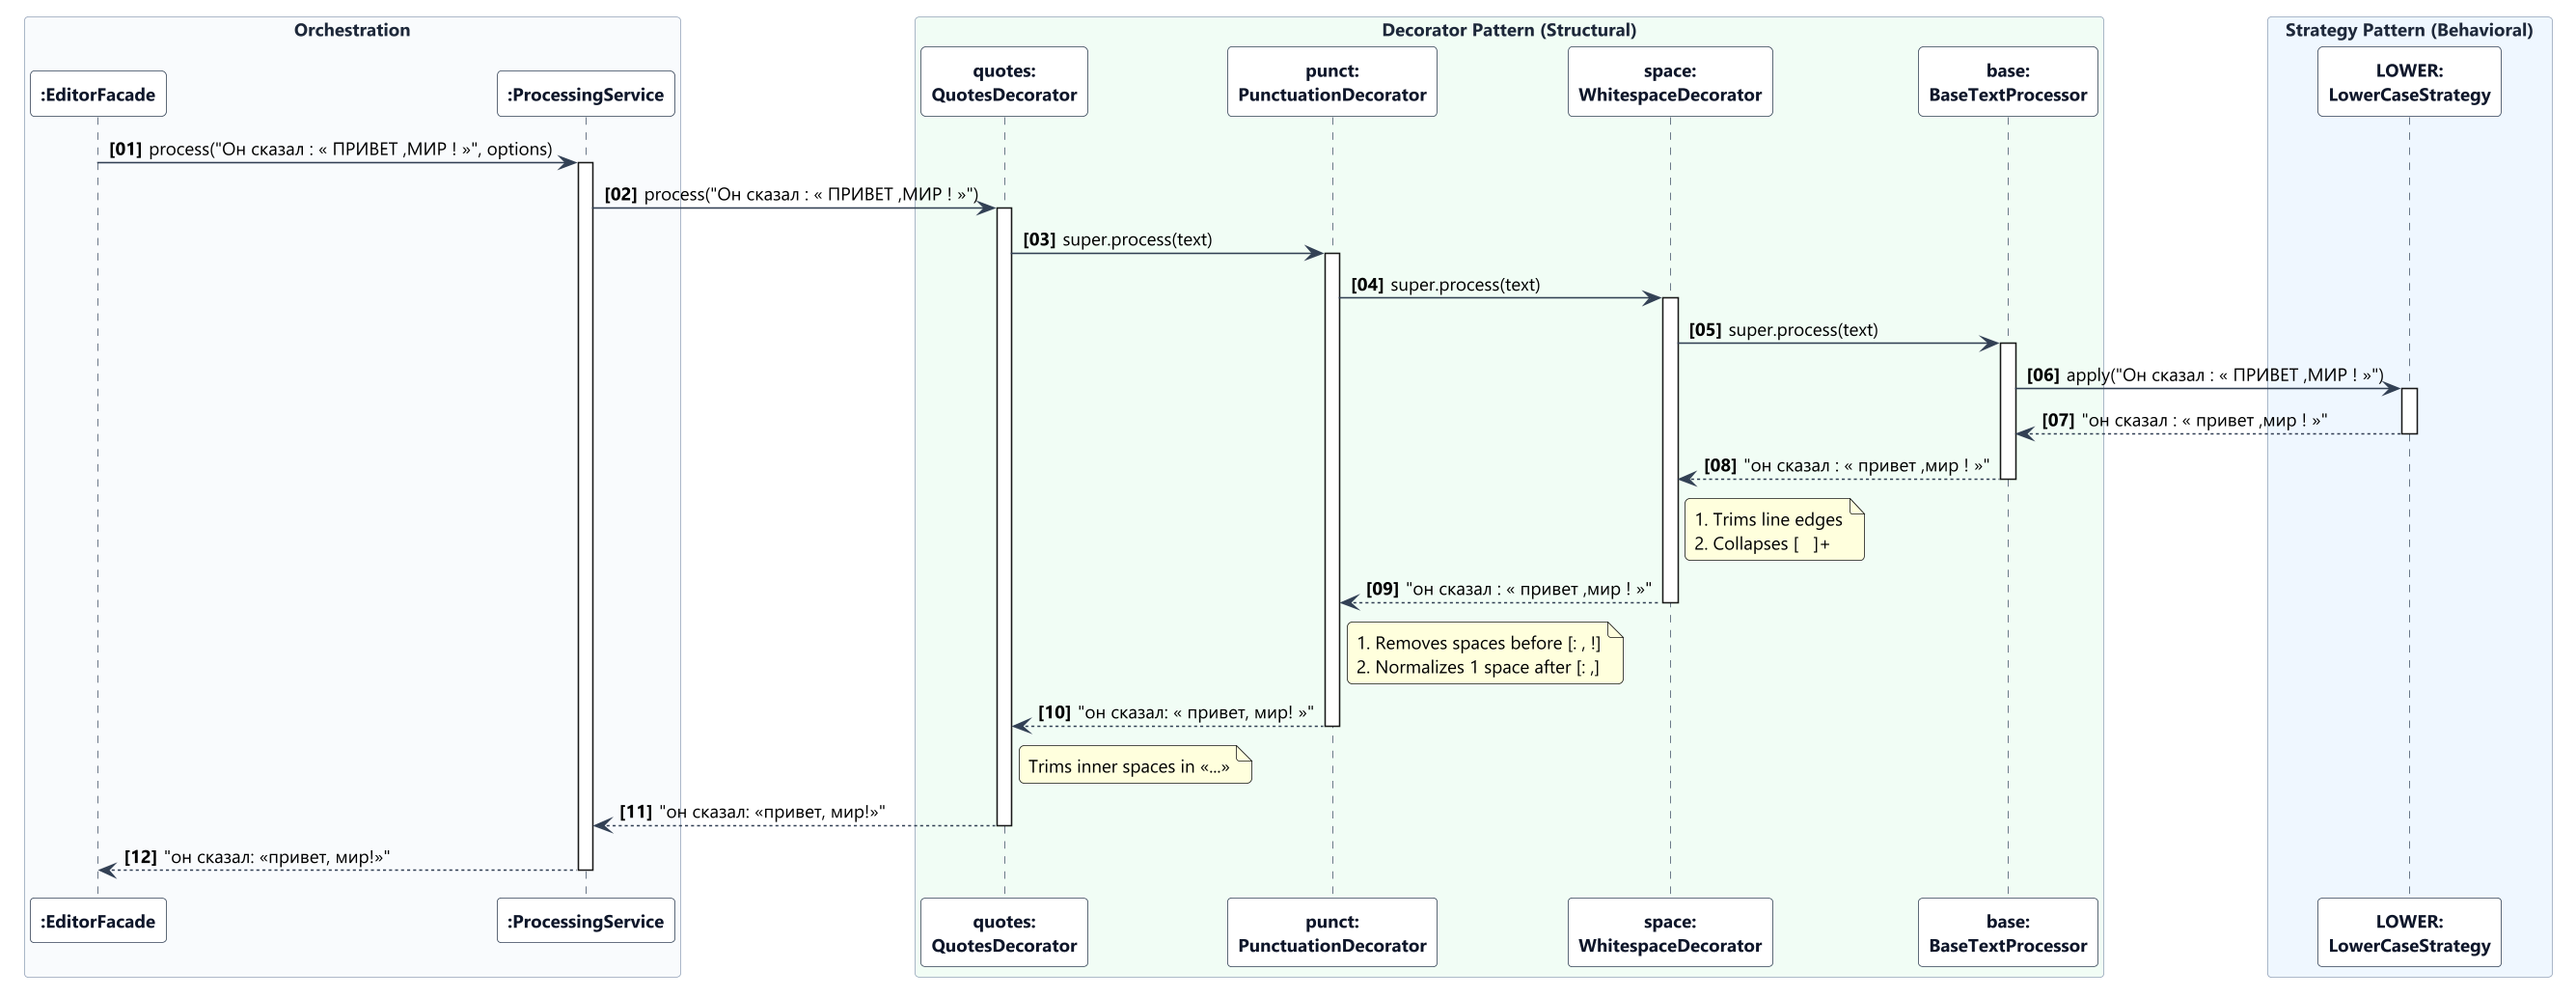 Orchestration
Decorator Pattern (Structural)
Strategy Pattern (Behavioral)
:EditorFacade
:ProcessingService
quotes:
QuotesDecorator
punct:
PunctuationDecorator
space:
WhitespaceDecorator
base:
BaseTextProcessor
LOWER:
LowerCaseStrategy
[01] process("Он сказал : « ПРИВЕТ ,МИР ! »", options)
[02] process("Он сказал : « ПРИВЕТ ,МИР ! »")
[03] super.process(text)
[04] super.process(text)
[05] super.process(text)
[06] apply("Он сказал : « ПРИВЕТ ,МИР ! »")
[07] "он сказал : « привет ,мир ! »"
[08] "он сказал : « привет ,мир ! »"
1. Trims line edges
2. Collapses [   ]+
[09] "он сказал : « привет ,мир ! »"
1. Removes spaces before [: , !]
2. Normalizes 1 space after [: ,]
[10] "он сказал: « привет, мир! »"
Trims inner spaces in «...»
[11] "он сказал: «привет, мир!»"
[12] "он сказал: «привет, мир!»"
:EditorFacade
:ProcessingService
quotes:
QuotesDecorator
punct:
PunctuationDecorator
space:
WhitespaceDecorator
base:
BaseTextProcessor
LOWER:
LowerCaseStrategy